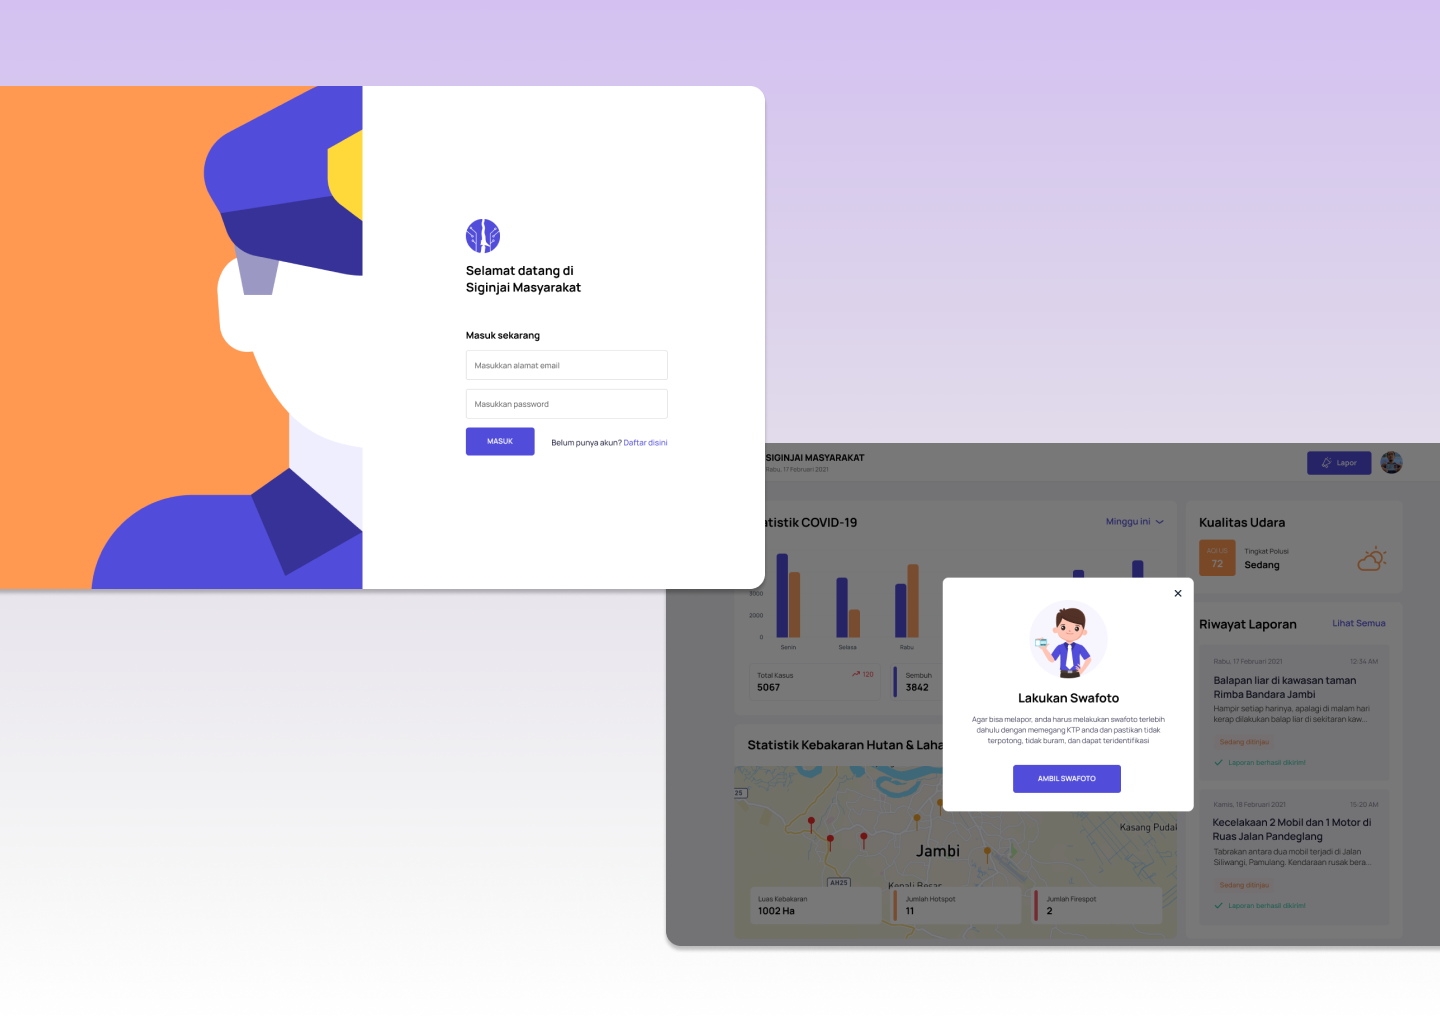 Selamat datang di
Siginjai Masyarakat
Masuk sekarang
Masukkan alamat email
Masukkan password
MASUK
Belum punya akun? Daftar disini
SIGINJAI MASYARAKAT
Rabu, 17 Februari 2021
Lapor
tistik COVID-19
Minggu ini
3000
2000
0
Senin
Selasa
Rabu
Total Kasus
120
5067
Sembuh
3842
Kualitas Udara
AQI US
72
Tingkat Polusi
Sedang
Riwayat Laporan
Lihat Semua
Rabu, 17 Februari 2021
12:34 AM
Balapan liar di kawasan taman
Rimba Bandara Jambi
Hampir setiap harinya, apalagi di malam hari
kerap dilakukan balap liar di sekitaran kaw...
Sedang ditinjau
Laporan berhasil dikirim!
Kamis, 18 Februari 2021
15:20 AM
Kecelakaan 2 Mobil dan 1 Motor di
Ruas Jalan Pandeglang
Tabrakan antara dua mobil terjadi di Jalan
Siliwangi, Pamulang, Kendaraan rusak bera...
Sedang ditinjau
Laporan berhasil dikirim!
Lakukan Swafoto
Agar bisa melapor, anda harus melakukan swafoto terlebih
dahulu dengan memegang KTP anda dan pastikan tidak
terpotong, tidak buram, dan dapat teridentifikasi
AMBIL SWAFOTO
Statistik Kebakaran Hutan & Laha
25
Kasang Pudai
Jambi
AH25
Kenali Besar
Luas Kebakaran
1002 Ha
Jumlah Hotspot
11
Jumlah Firespot
2